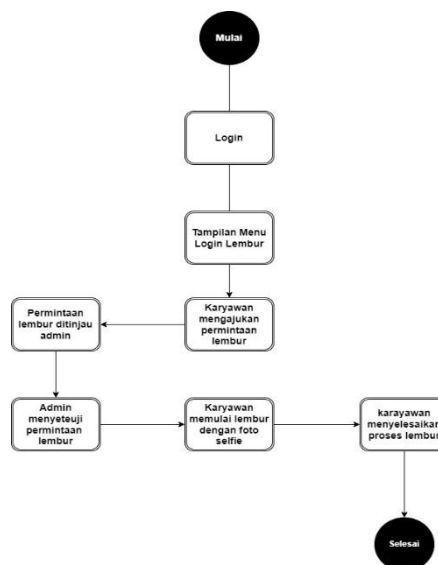 Mulai
Login
Tampilan Menu
Login Lembur
Karyawan
mengajukan
permintaan
lembur
Permintaan
lembur ditinjau
admin
Admin
menyeteuji
permintaan
lembur
Karyawan
memulai lembur
dengan foto
selfie
karayawan
menyelesaikan
proses lembur
Selesai